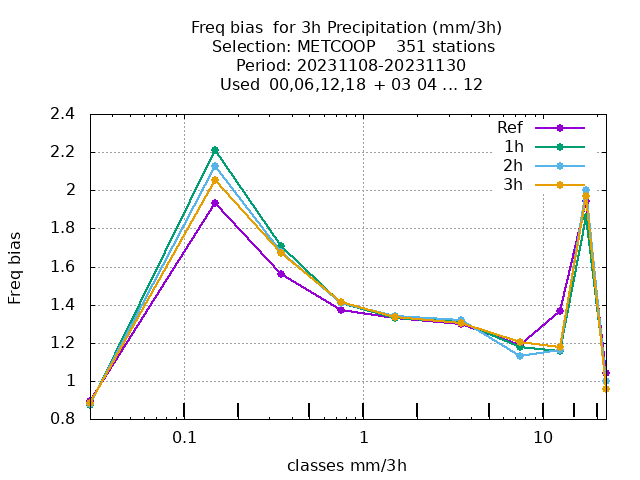 Freq bias  for 3h Precipitation (mm/3h)
Selection: METCOOP    351 stations
Period: 20231108-20231130
Used  00,06,12,18  + 03 04 ... 12
Ref
1h
2h
3h
2.4
2.2
2
1.8
1.6
1.4
1.2
1
0.8
Freq bias
0.1
1
10
classes mm/3h